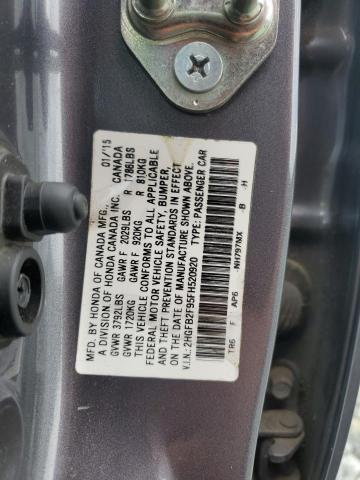 MFD. BY HONDA OF CANADA MFG., 01/15
A DIVISION OF HONDA CANADA INC., CANADA
GVWR 3792LBS GAWR F 2029LBS R 1786LBS
GVWR 1720KG GAWR F 920KG R 810KG
THIS VEHICLE CONFORMS TO ALL APPLICABLE
FEDERAL MOTOR VEHICLE SAFETY, BUMPER,
AND THEFT PREVENTION STANDARDS IN EFFECT
ON THE DATE OF MANUFACTURE SHOWN ABOVE.
V.I.N.: 2HGFB2F95FH520920 TYPE: PASSENGER CAR
TR6 F AP6 NH797MX B H